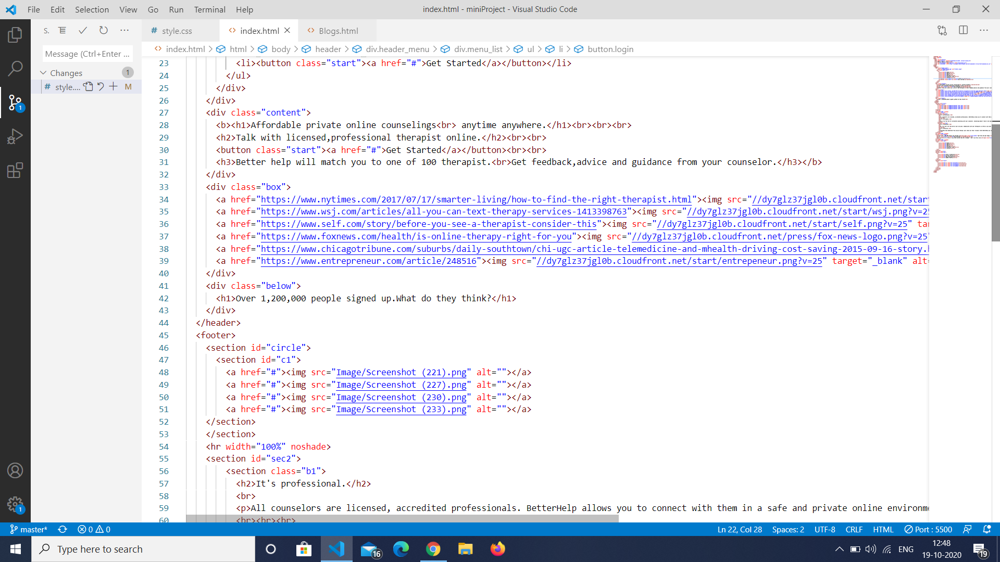 File Edit Selection View Go Run Terminal Help
index.html - miniProject - Visual Studio Code
S.
style.css
index.html
Blogs.html
Message (Ctrl+Enter ...
index.html > html > body > header > div.header_menu > div.menu_list > ul > li > button.login
Changes 1
style.... M
23 <li><button class="start"><a href="#">Get Started</a></button></li>
24 </ul>
25 </div>
26 </div>
27 <div class="content">
28 <b><h1>Affordable private online counselings<br> anytime anywhere.</h1><br><br><br>
29 <h2>Talk with licensed,professional therapist online.</h2><br><br>
30 <button class="start"><a href="#">Get Started</a></button><br><br>
31 <h3>Better help will match you to one of 100 therapist.<br>Get feedback,advice and guidance from your counselor.</h3></b>
32 </div>
33 <div class="box">
34 <a href="https://www.nytimes.com/2017/07/17/smarter-living/how-to-find-the-right-therapist.html"><img src="//dy7glz37jgl0b.cloudfront.net/star
35 <a href="https://www.wsj.com/articles/all-you-can-text-therapy-services-1413398763"><img src="//dy7glz37jgl0b.cloudfront.net/start/wsj.png?v=2
36 <a href="https://www.self.com/story/before-you-see-a-therapist-consider-this"><img src="//dy7glz37jgl0b.cloudfront.net/start/self.png?v=25" ta
37 <a href="https://www.foxnews.com/health/is-online-therapy-right-for-you"><img src="//dy7glz37jgl0b.cloudfront.net/press/fox-news-logo.png?v=25
38 <a href="https://www.chicagotribune.com/suburbs/daily-southtown/chi-ugc-article-telemedicine-and-mhealth-driving-cost-saving-2015-09-16-story.
39 <a href="https://www.entrepreneur.com/article/248516"><img src="//dy7glz37jgl0b.cloudfront.net/start/entrepeneur.png?v=25" target="_blank" alt
40 </div>
41 <div class="below">
42 <h1>Over 1,200,000 people signed up.What do they think?</h1>
43 </div>
44 </header>
45 <footer>
46 <section id="circle">
47 <section id="c1">
48 <a href="#"><img src="Image/Screenshot (221).png" alt=""></a>
49 <a href="#"><img src="Image/Screenshot (227).png" alt=""></a>
50 <a href="#"><img src="Image/Screenshot (230).png" alt=""></a>
51 <a href="#"><img src="Image/Screenshot (233).png" alt=""></a>
52 </section>
53 </section>
54 <hr width="100%" noshade>
55 <section id="sec2">
56 <section class="b1">
57 <h2>It's professional.</h2>
58 <br>
59 <p>All counselors are licensed, accredited professionals. BetterHelp allows you to connect with them in a safe and private online environm
60 <br><br><br>
master* 0 0
Ln 22, Col 28 Spaces: 2 UTF-8 CRLF HTML Port : 5500
Type here to search
16
ENG
12:48
19-10-2020
19